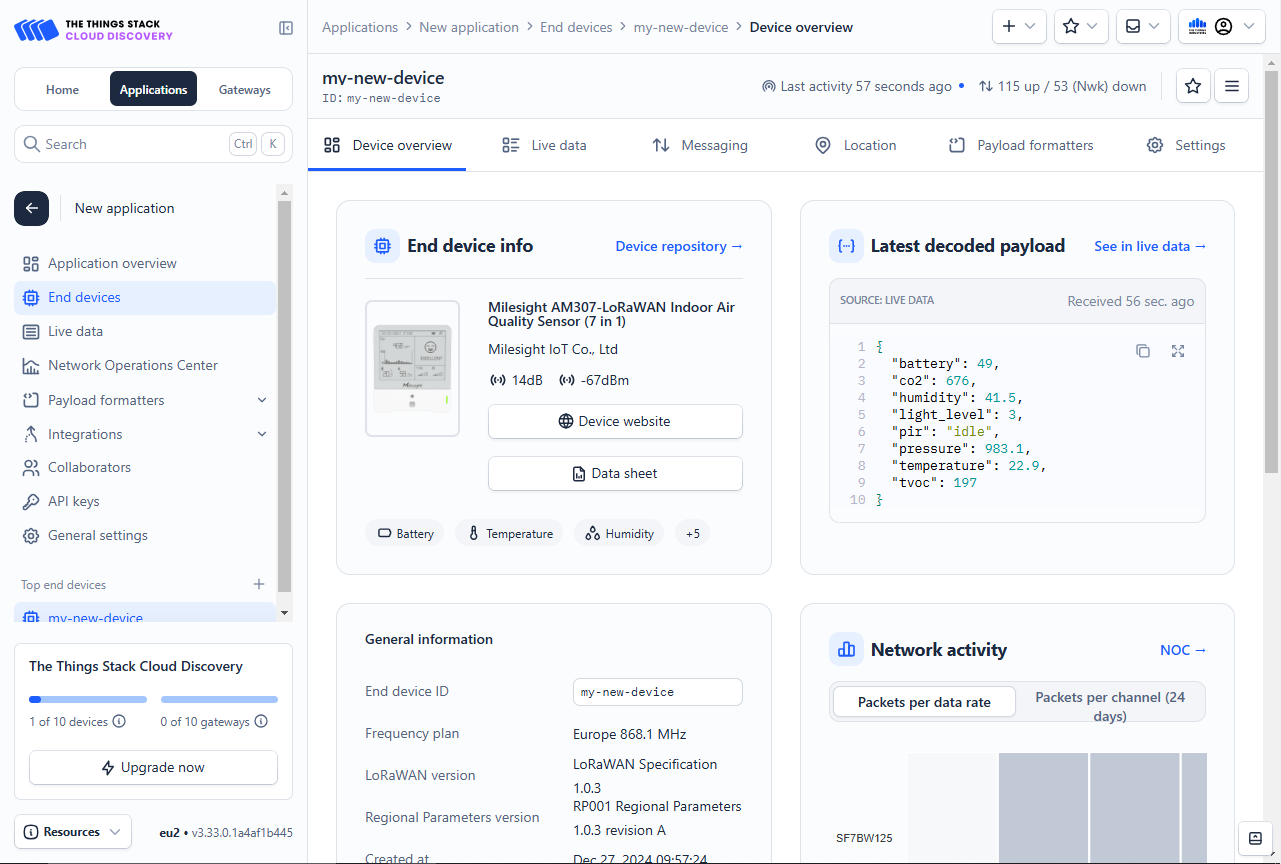 THE THINGS STACK
CLOUD DISCOVERY
Home
Applications
Gateways
Search
Ctrl
K
New application
Application overview
End devices
Live data
Network Operations Center
Payload formatters
Integrations
Collaborators
API keys
General settings
Top end devices
my-new-device
The Things Stack Cloud Discovery
1 of 10 devices
0 of 10 gateways
Upgrade now
Resources
eu2 • v3.33.0.1a4af1b445
Applications > New application > End devices > my-new-device > Device overview
my-new-device
ID: my-new-device
Last activity 57 seconds ago •
115 up / 53 (Nwk) down
Device overview
Live data
Messaging
Location
Payload formatters
Settings
End device info
Device repository →
Milesight AM307-LoRaWAN Indoor Air
Quality Sensor (7 in 1)
Milesight IoT Co., Ltd
14dB
-67dBm
Device website
Data sheet
Battery
Temperature
Humidity
+5
Latest decoded payload
See in live data →
SOURCE: LIVE DATA
Received 56 sec. ago
1 {
2 "battery": 49,
3 "co2": 676,
4 "humidity": 41.5,
5 "light_level": 3,
6 "pir": "idle",
7 "pressure": 983.1,
8 "temperature": 22.9,
9 "tvoc": 197
10 }
General information
End device ID
my-new-device
Frequency plan
Europe 868.1 MHz
LoRaWAN version
LoRaWAN Specification
1.0.3
Regional Parameters version
RP001 Regional Parameters
1.0.3 revision A
Created at
Dec 27, 2024 09:57:24
Network activity
NOC →
Packets per data rate
Packets per channel (24
days)
SF7BW125